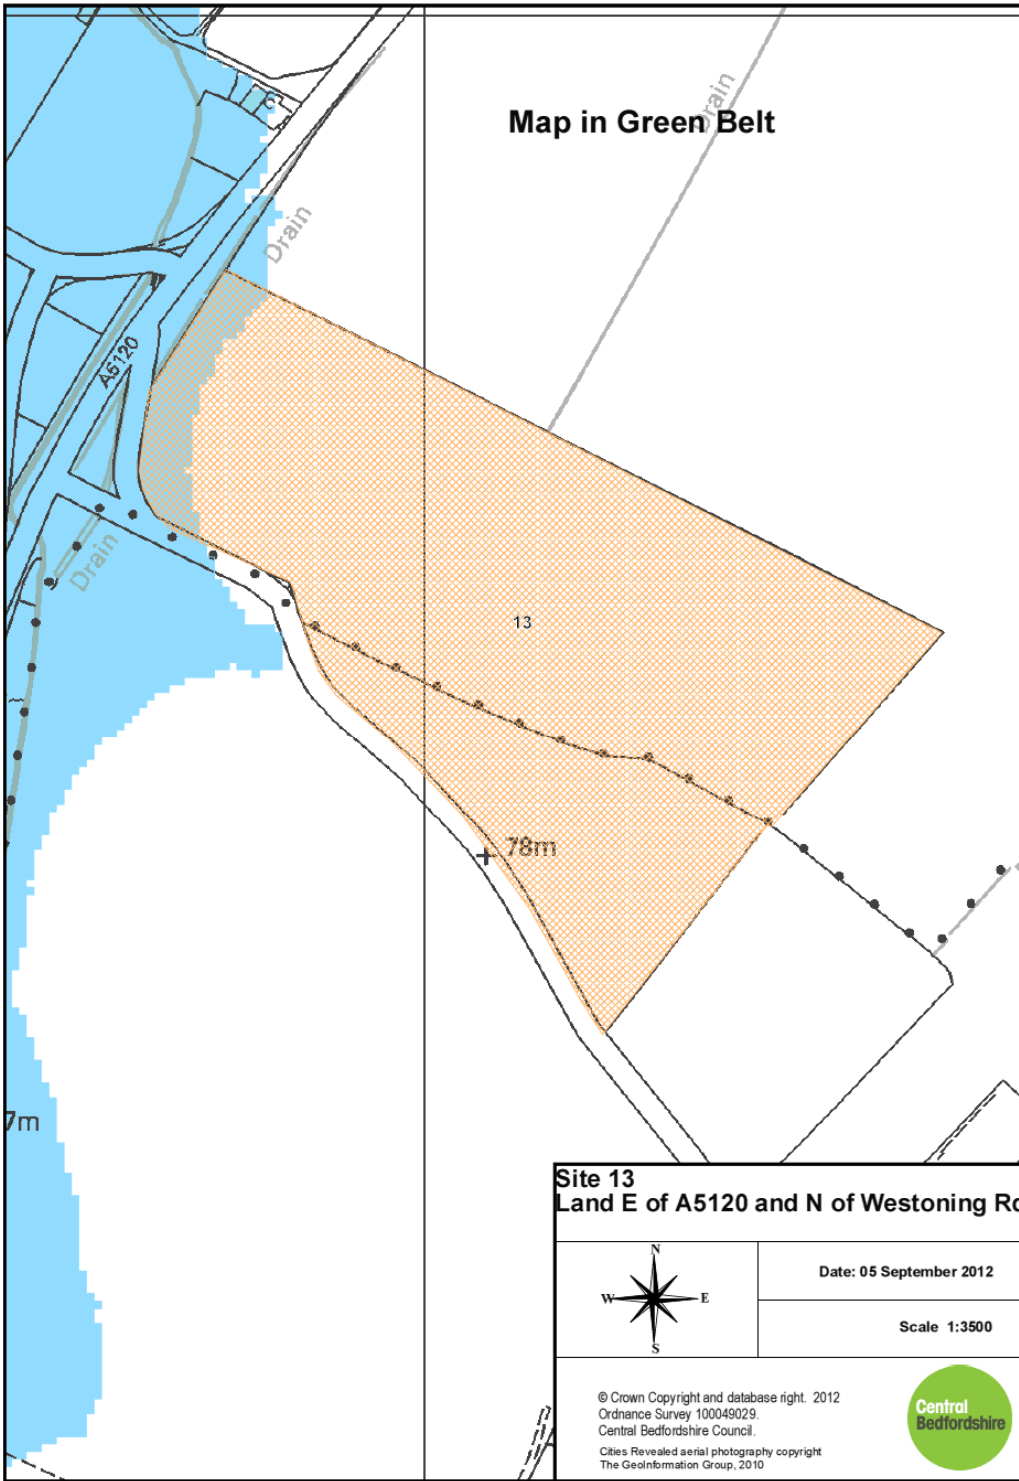 Drain
Map in Green Belt
Drain
A5120
Drain
13
78m
7m
Site 13
Land E of A5120 and N of Westoning
N
W E
S
Date: 05 September 2012
Scale 1:3500
© Crown Copyright and database right. 2012
Ordnance Survey 100049029.
Central Bedfordshire Council.
Cities Revealed aerial photography copyright
The GeoInformation Group, 2010
Central
Bedfordshire